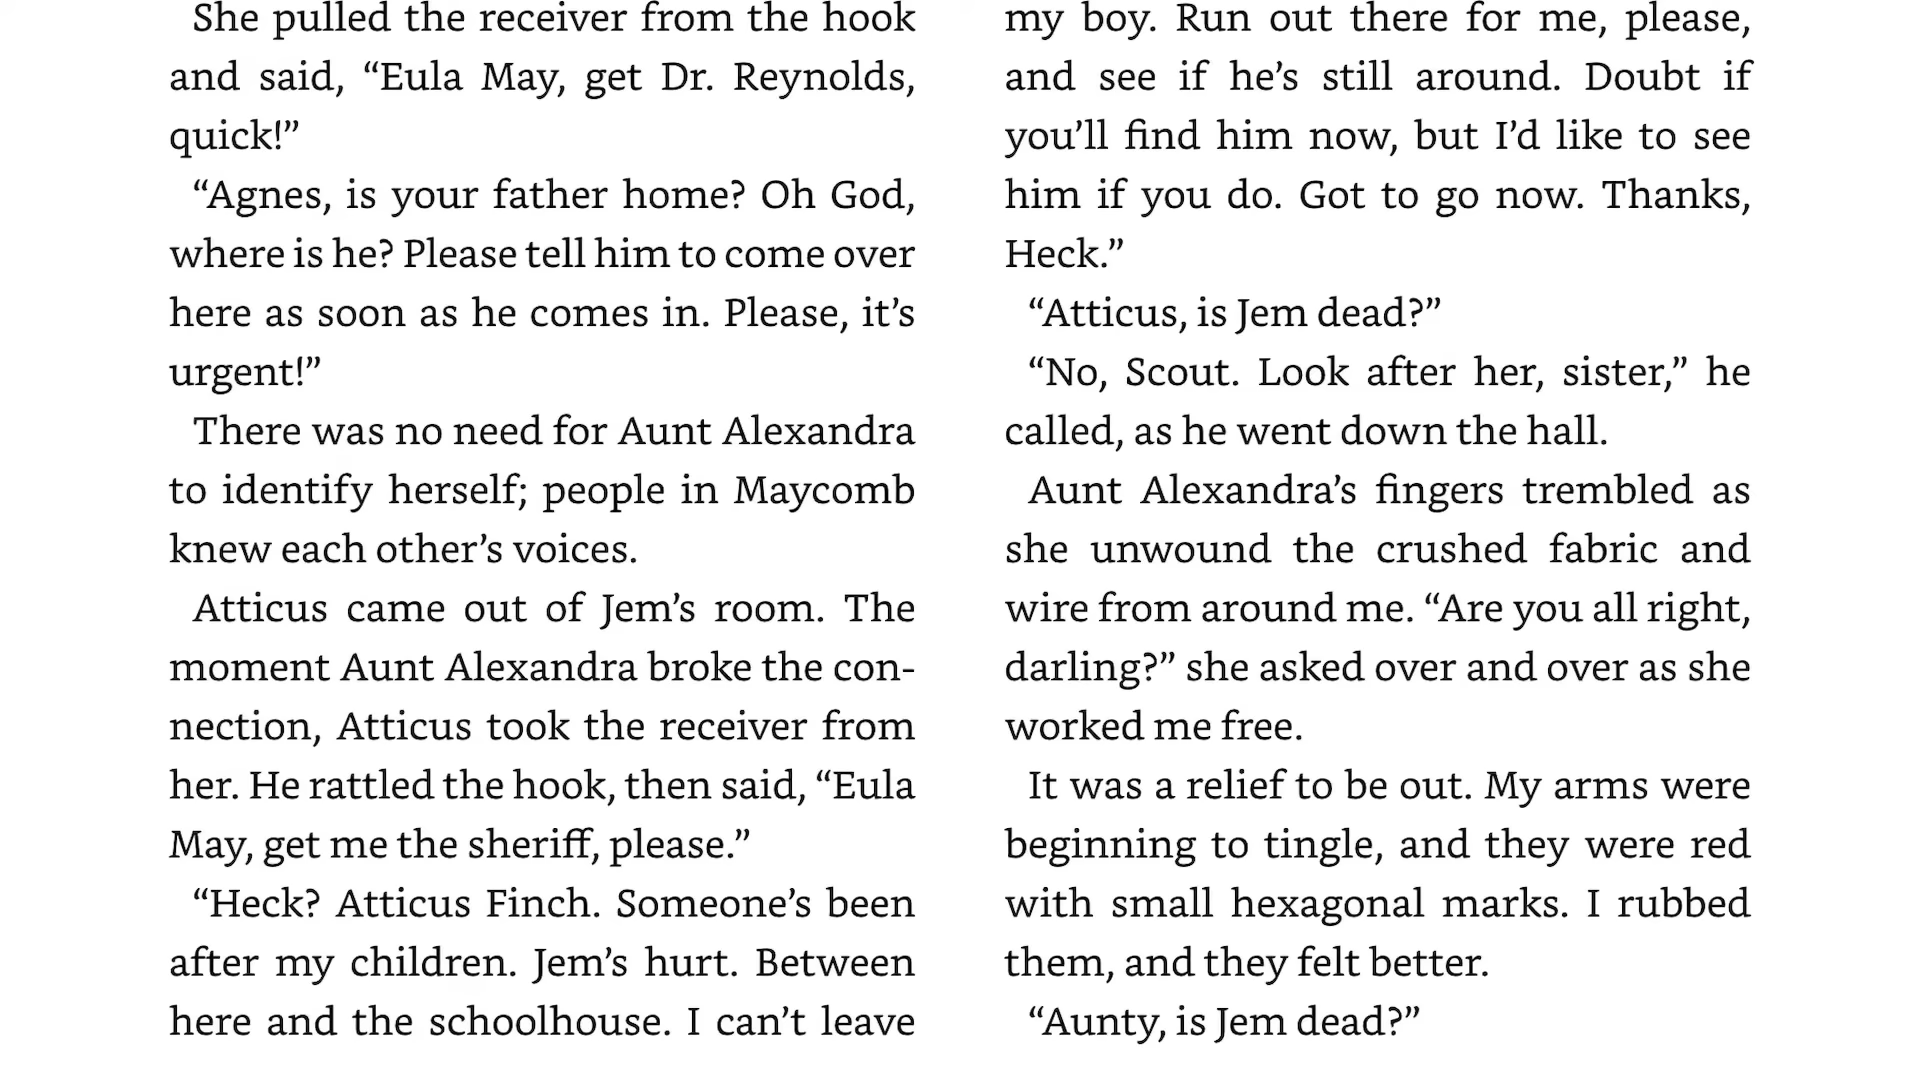 She pulled the receiver from the hook
and said, “Eula May, get Dr. Reynolds,
quick!”
“Agnes, is your father home? Oh God,
where is he? Please tell him to come over
here as soon as he comes in. Please, it’s
urgent!”
There was no need for Aunt Alexandra
to identify herself; people in Maycomb
knew each other’s voices.
Atticus came out of Jem’s room. The
moment Aunt Alexandra broke the con-
nection, Atticus took the receiver from
her. He rattled the hook, then said, “Eula
May, get me the sheriff, please.”
“Heck? Atticus Finch. Someone’s been
after my children. Jem’s hurt. Between
here and the schoolhouse. I can’t leave
my boy. Run out there for me, please,
and see if he’s still around. Doubt if
you’ll find him now, but I’d like to see
him if you do. Got to go now. Thanks,
Heck.”
“Atticus, is Jem dead?”
“No, Scout. Look after her, sister,” he
called, as he went down the hall.
Aunt Alexandra’s fingers trembled as
she unwound the crushed fabric and
wire from around me. “Are you all right,
darling?” she asked over and over as she
worked me free.
It was a relief to be out. My arms were
beginning to tingle, and they were red
with small hexagonal marks. I rubbed
them, and they felt better.
“Aunty, is Jem dead?”